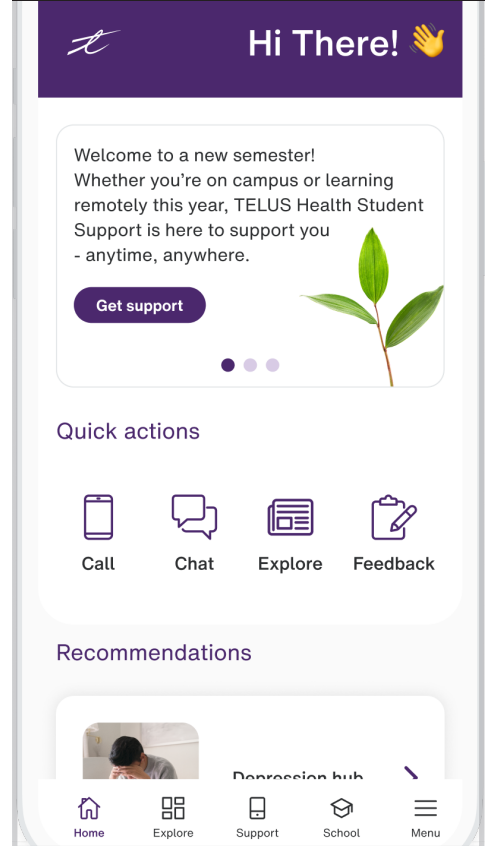 Hi There! 👋
Welcome to a new semester!
Whether you're on campus or learning
remotely this year, TELUS Health Student
Support is here to support you
- anytime, anywhere.
Get support
Quick actions
Call
Chat
Explore
Feedback
Recommendations
Depression hub
Home
Explore
Support
School
Menu